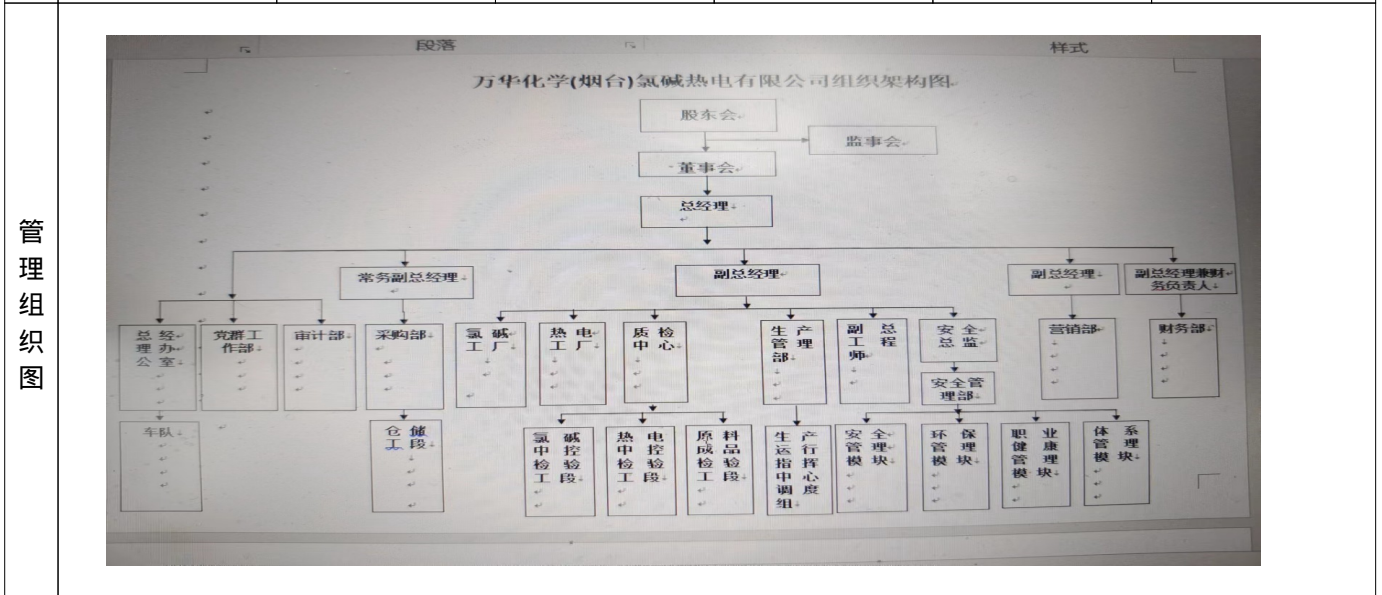 管
理
组
织
图
段落
样式
万华化学(烟台)氯碱热电有限公司组织架构图
股东会
监事会
董事会
总经理
常务副总经理
副总经理
副总经理
副总经理兼财
务负责人
总经
理办
公室
党群工
作部
审计部
采购部
氯碱
工厂
热电
工厂
质检
中心
生产
管理
部
副总
工程
师
安全
总监
营销部
财务部
安全管
理部
车队
仓储
工段
氯碱
中控
检验
工段
热电
中控
检验
工段
原料
成品
检验
工段
生产
运行
指挥
中心
调度
组
安全
管理
模块
环保
管理
模块
职业
健康
管理
模块
体系
管理
模块